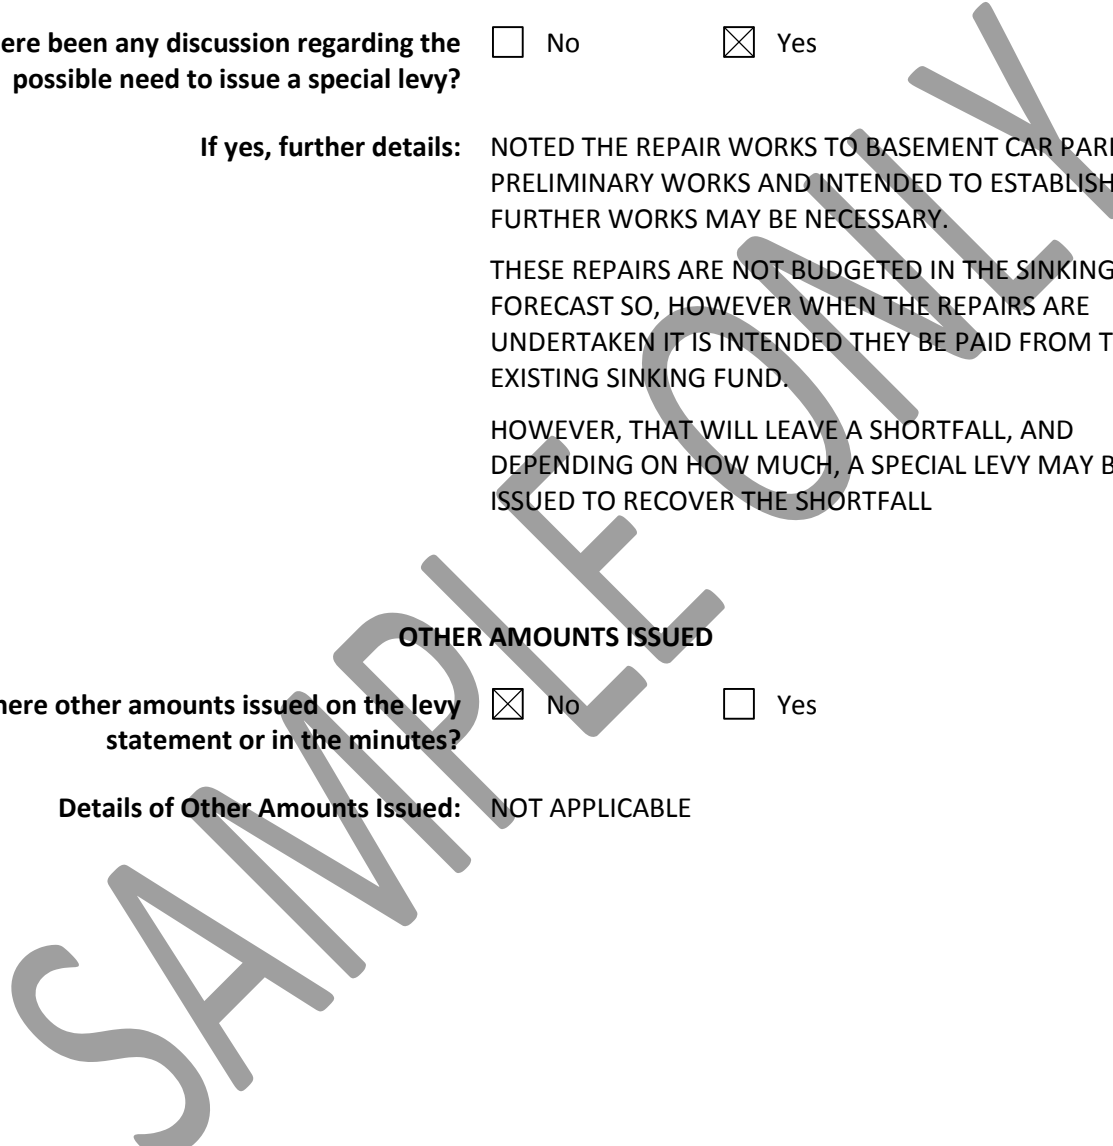 ere been any discussion regarding the ☐ No ☒ Yes
possible need to issue a special levy?
If yes, further details: NOTED THE REPAIR WORKS TO BASEMENT CAR PAR
PRELIMINARY WORKS AND INTENDED TO ESTABLISH
FURTHER WORKS MAY BE NECESSARY.
THESE REPAIRS ARE NOT BUDGETED IN THE SINKING
FORECAST SO, HOWEVER WHEN THE REPAIRS ARE
UNDERTAKEN IT IS INTENDED THEY BE PAID FROM T
EXISTING SINKING FUND.
HOWEVER, THAT WILL LEAVE A SHORTFALL, AND
DEPENDING ON HOW MUCH, A SPECIAL LEVY MAY B
ISSUED TO RECOVER THE SHORTFALL
OTHER AMOUNTS ISSUED
here other amounts issued on the levy ☒ No ☐ Yes
statement or in the minutes?
Details of Other Amounts Issued: NOT APPLICABLE
SAMPLE ONLY